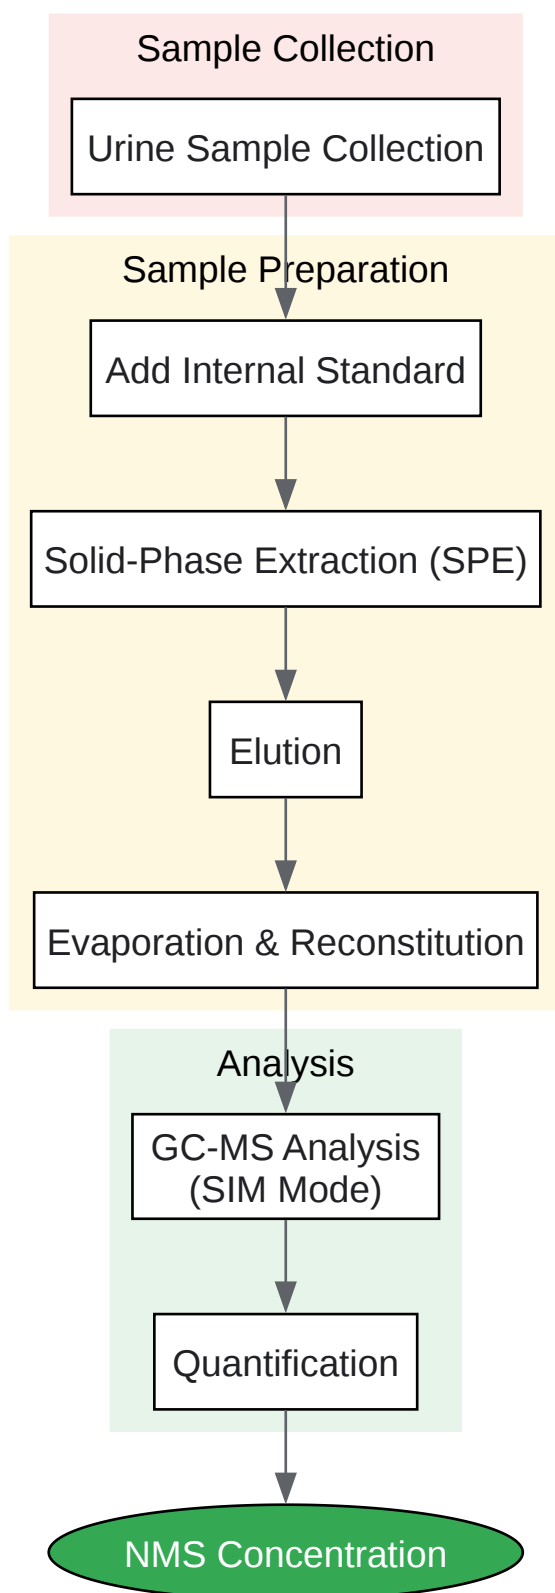 Sample Collection
Urine Sample Collection
Sample Preparation
Add Internal Standard
Solid-Phase Extraction (SPE)
Elution
Evaporation & Reconstitution
Analysis
GC-MS Analysis
(SIM Mode)
Quantification
NMS Concentration